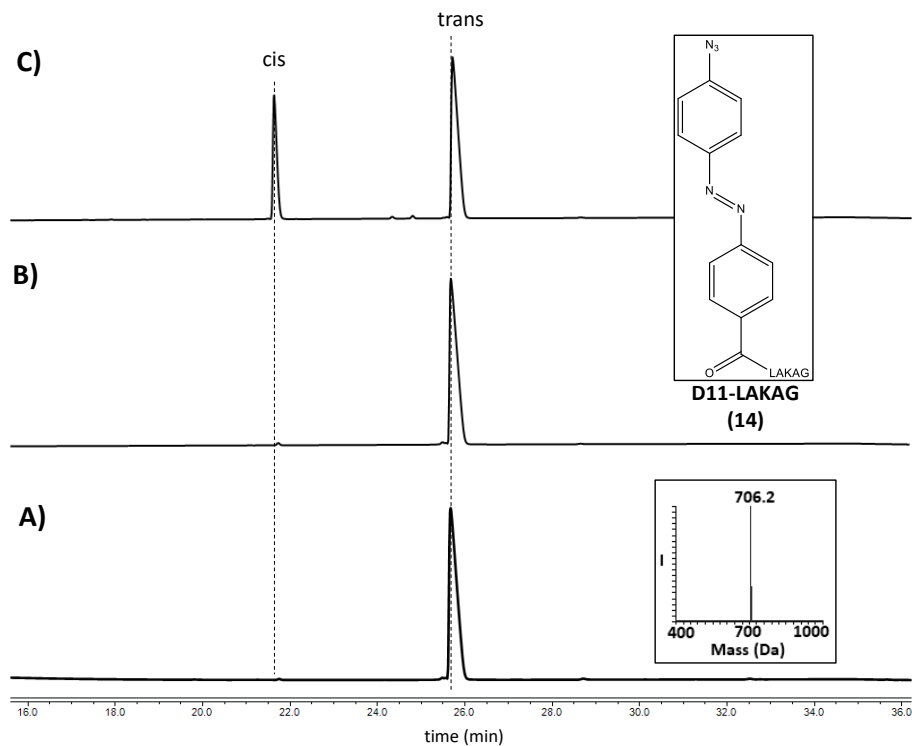 trans
C)
cis
N3
N
N
O
LAKAG
D11-LAKAG
(14)
B)
A)
706.2
I
400 700 1000
Mass (Da)
16.0 18.0 20.0 22.0 24.0 26.0 28.0 30.0 32.0 34.0 36.0
time (min)